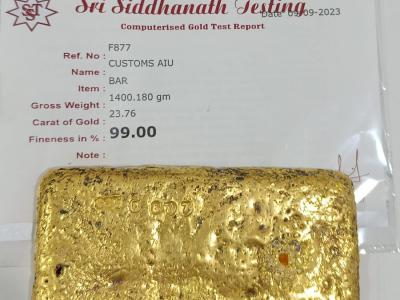 Sri Siddhanath Testing
Date 09/09-2023
Computerised Gold Test Report
Ref. No : F877
Name : CUSTOMS AIU
Item : BAR
Gross Weight : 1400.180 gm
Carat of Gold : 23.76
Fineness in % : 99.00
Note :